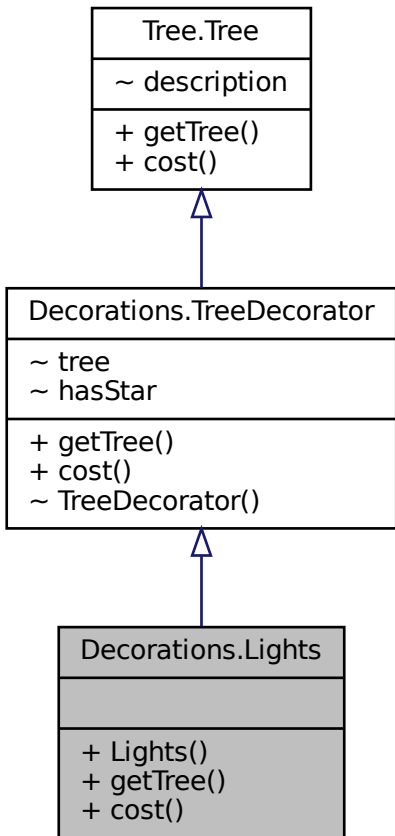 Tree.Tree
~ description
+ getTree()
+ cost()
Decorations.TreeDecorator
~ tree
~ hasStar
+ getTree()
+ cost()
~ TreeDecorator()
Decorations.Lights
+ Lights()
+ getTree()
+ cost()